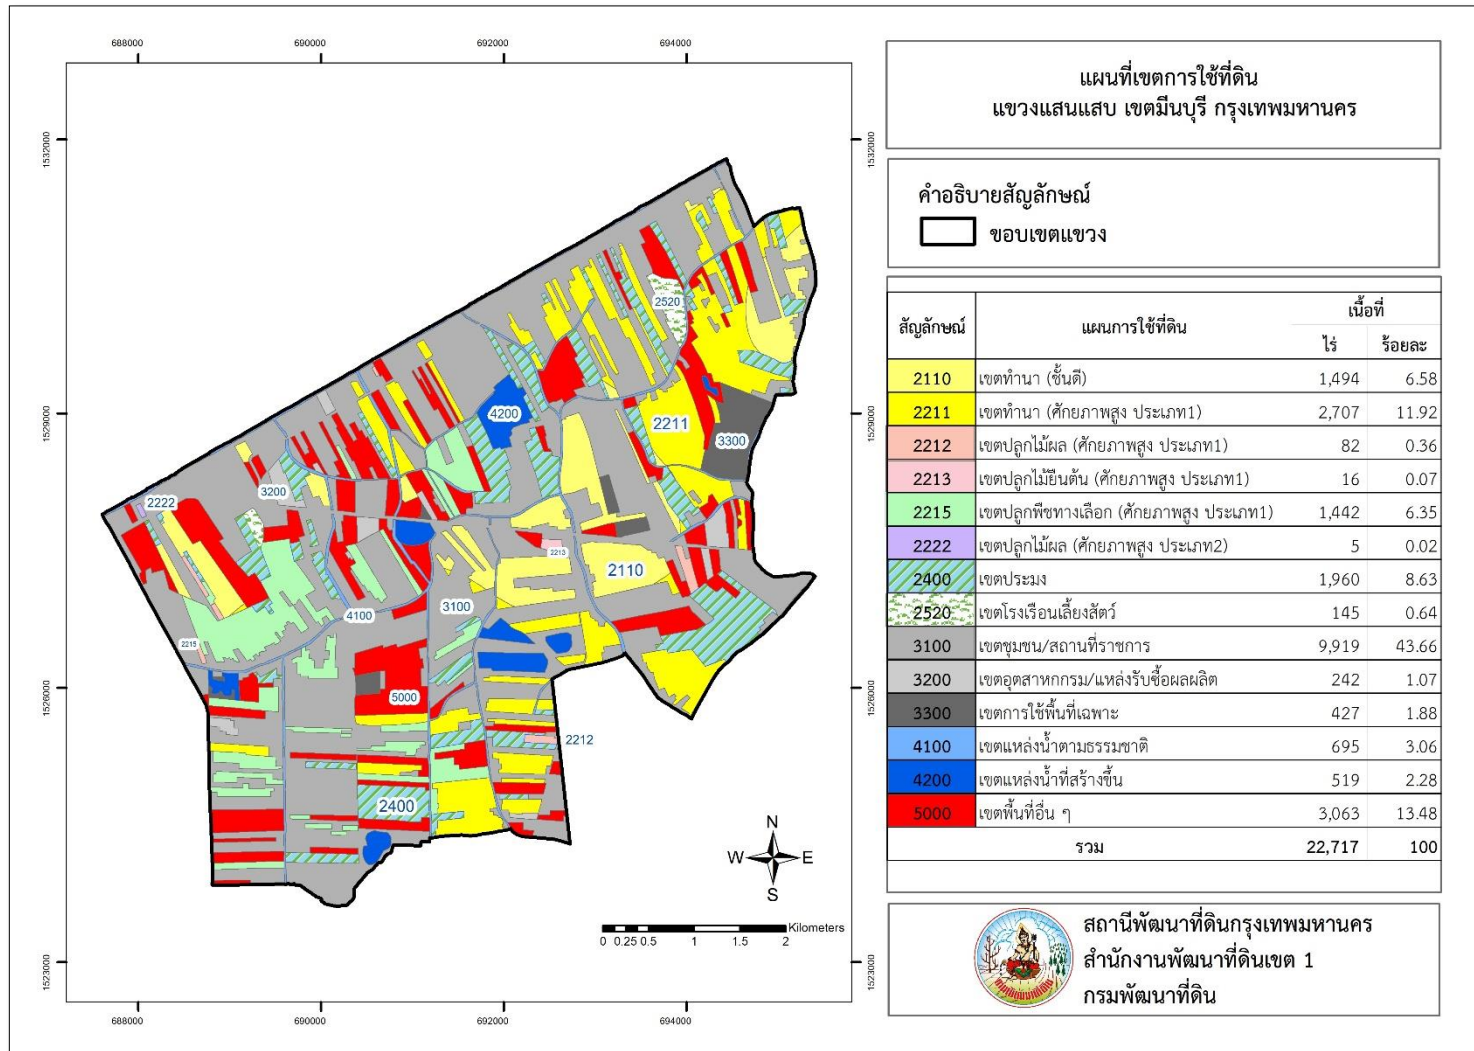 แผนที่เขตการใช้ที่ดิน
แขวงแสนแสบ เขตมีนบุรี กรุงเทพมหานคร
คำอธิบายสัญลักษณ์
ขอบเขตแขวง
สัญลักษณ์ แผนการใช้ที่ดิน เนื้อที่
ไร่ ร้อยละ
2110 เขตทำนา (ชั้นดี) 1,494 6.58
2211 เขตทำนา (ศักยภาพสูง ประเภท1) 2,707 11.92
2212 เขตปลูกไม้ผล (ศักยภาพสูง ประเภท1) 82 0.36
2213 เขตปลูกไม้ยืนต้น (ศักยภาพสูง ประเภท1) 16 0.07
2215 เขตปลูกพืชทางเลือก (ศักยภาพสูง ประเภท1) 1,442 6.35
2222 เขตปลูกไม้ผล (ศักยภาพสูง ประเภท2) 5 0.02
2400 เขตประมง 1,960 8.63
2520 เขตโรงเรือนเลี้ยงสัตว์ 145 0.64
3100 เขตชุมชน/สถานที่ราชการ 9,919 43.66
3200 เขตอุตสาหกรรม/แหล่งรับซื้อผลผลิต 242 1.07
3300 เขตการใช้พื้นที่เฉพาะ 427 1.88
4100 เขตแหล่งน้ำตามธรรมชาติ 695 3.06
4200 เขตแหล่งน้ำที่สร้างขึ้น 519 2.28
5000 เขตพื้นที่อื่น ๆ 3,063 13.48
รวม 22,717 100
สถานีพัฒนาที่ดินกรุงเทพมหานคร
สำนักงานพัฒนาที่ดินเขต 1
กรมพัฒนาที่ดิน
688000 690000 692000 694000
1532000 1532000
1529000 1529000
1526000 1526000
1523000 1523000
688000 690000 692000 694000
2520
4200
2211
3300
3200
2222
2213
2110
3100
4100
2215
5000
2212
2400
N
W E
S
Kilometers
0 0.25 0.5 1 1.5 2